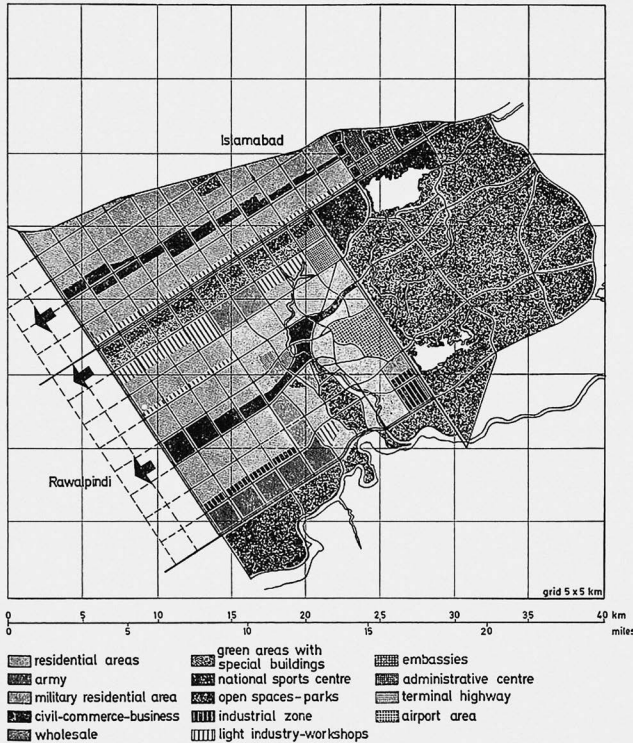 Islamabad
Rawalpindi
grid 5 x 5 km
0 5 10 15 20 25 30 35 40 km
0 5 10 15 20 miles
residential areas
army
military residential area
civil-commerce-business
wholesale
green areas with
special buildings
national sports centre
open spaces-parks
industrial zone
light industry-workshops
embassies
administrative centre
terminal highway
airport area